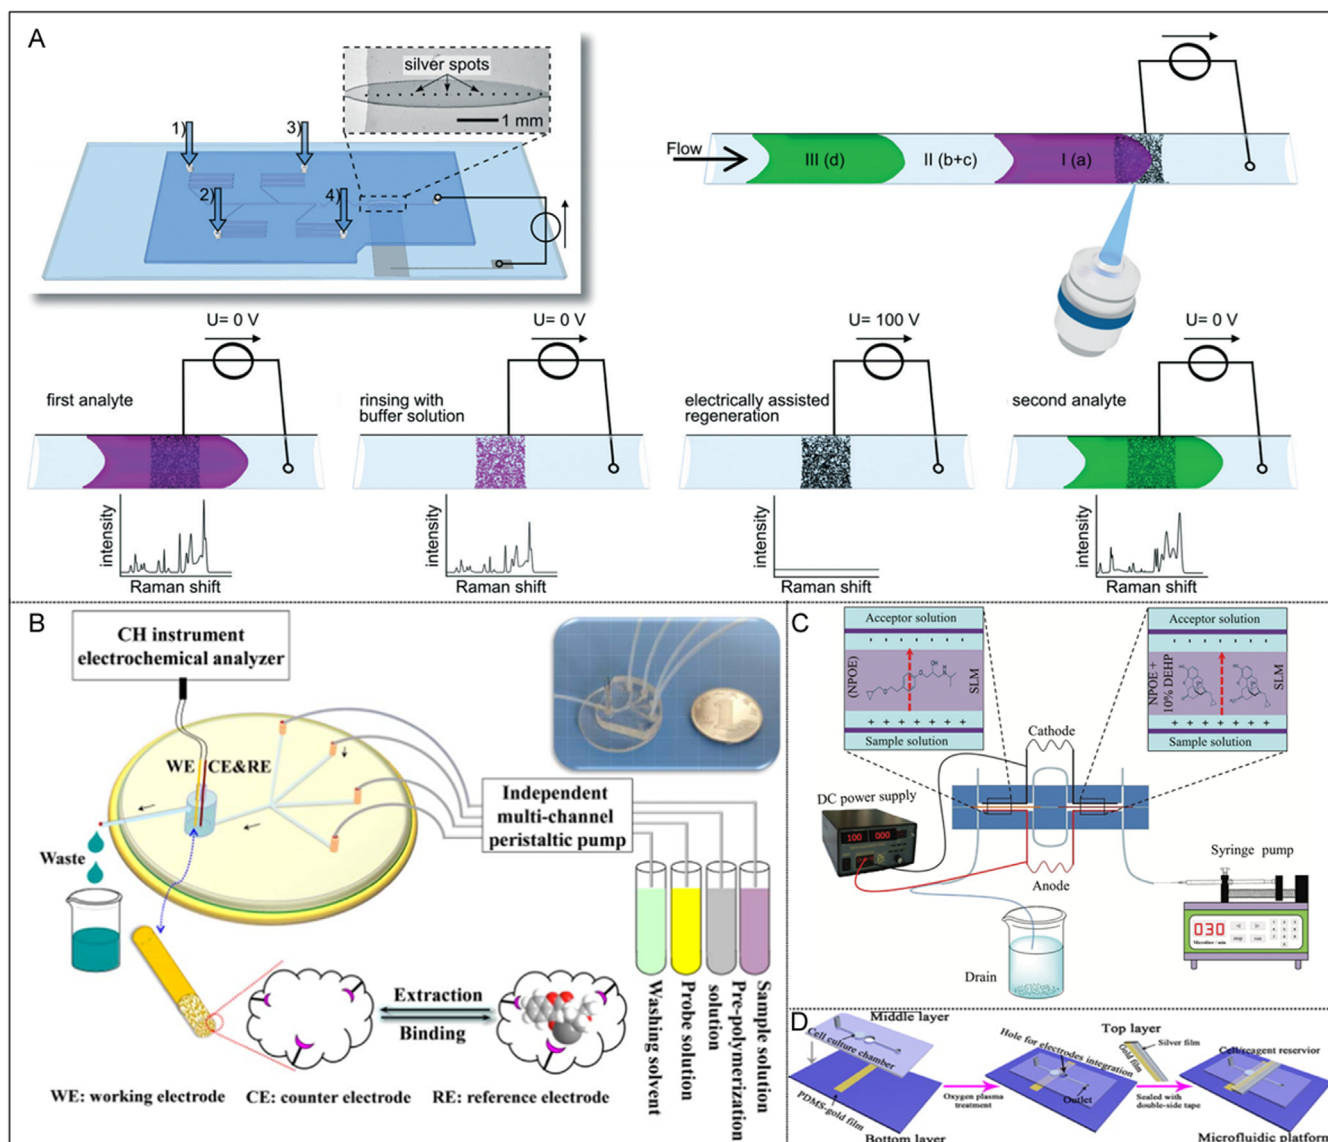 A
silver spots
1 mm
1)
3)
2)
4)
Flow
III (d)
II (b+c)
I (a)
U= 0 V
U= 0 V
U= 100 V
U= 0 V
first analyte
rinsing with
buffer solution
electrically assisted
regeneration
second analyte
intensity
Raman shift
intensity
Raman shift
intensity
Raman shift
intensity
Raman shift
B
CH instrument
electrochemical analyzer
WE
CE&RE
Waste
Independent
multi-channel
peristaltic pump
Extraction
Binding
Washing solvent
Probe solution
Pre-polymerization
solution
Sample solution
WE: working electrode
CE: counter electrode
RE: reference electrode
C
Acceptor solution
(NPOE)
SLM
Sample solution
Acceptor solution
NPOE +
10% DEHP
SLM
Sample solution
Cathode
DC power supply
100
000
Anode
Syringe pump
030
Drain
D
Middle layer
Cell culture chamber
PDMS-gold film
Bottom layer
Oxygen plasma
treatment
Hole for electrodes integration
Outlet
Top layer
Gold film
Silver film
Sealed with
double-side tape
Cell/reagent reservior
Microfluidic platform